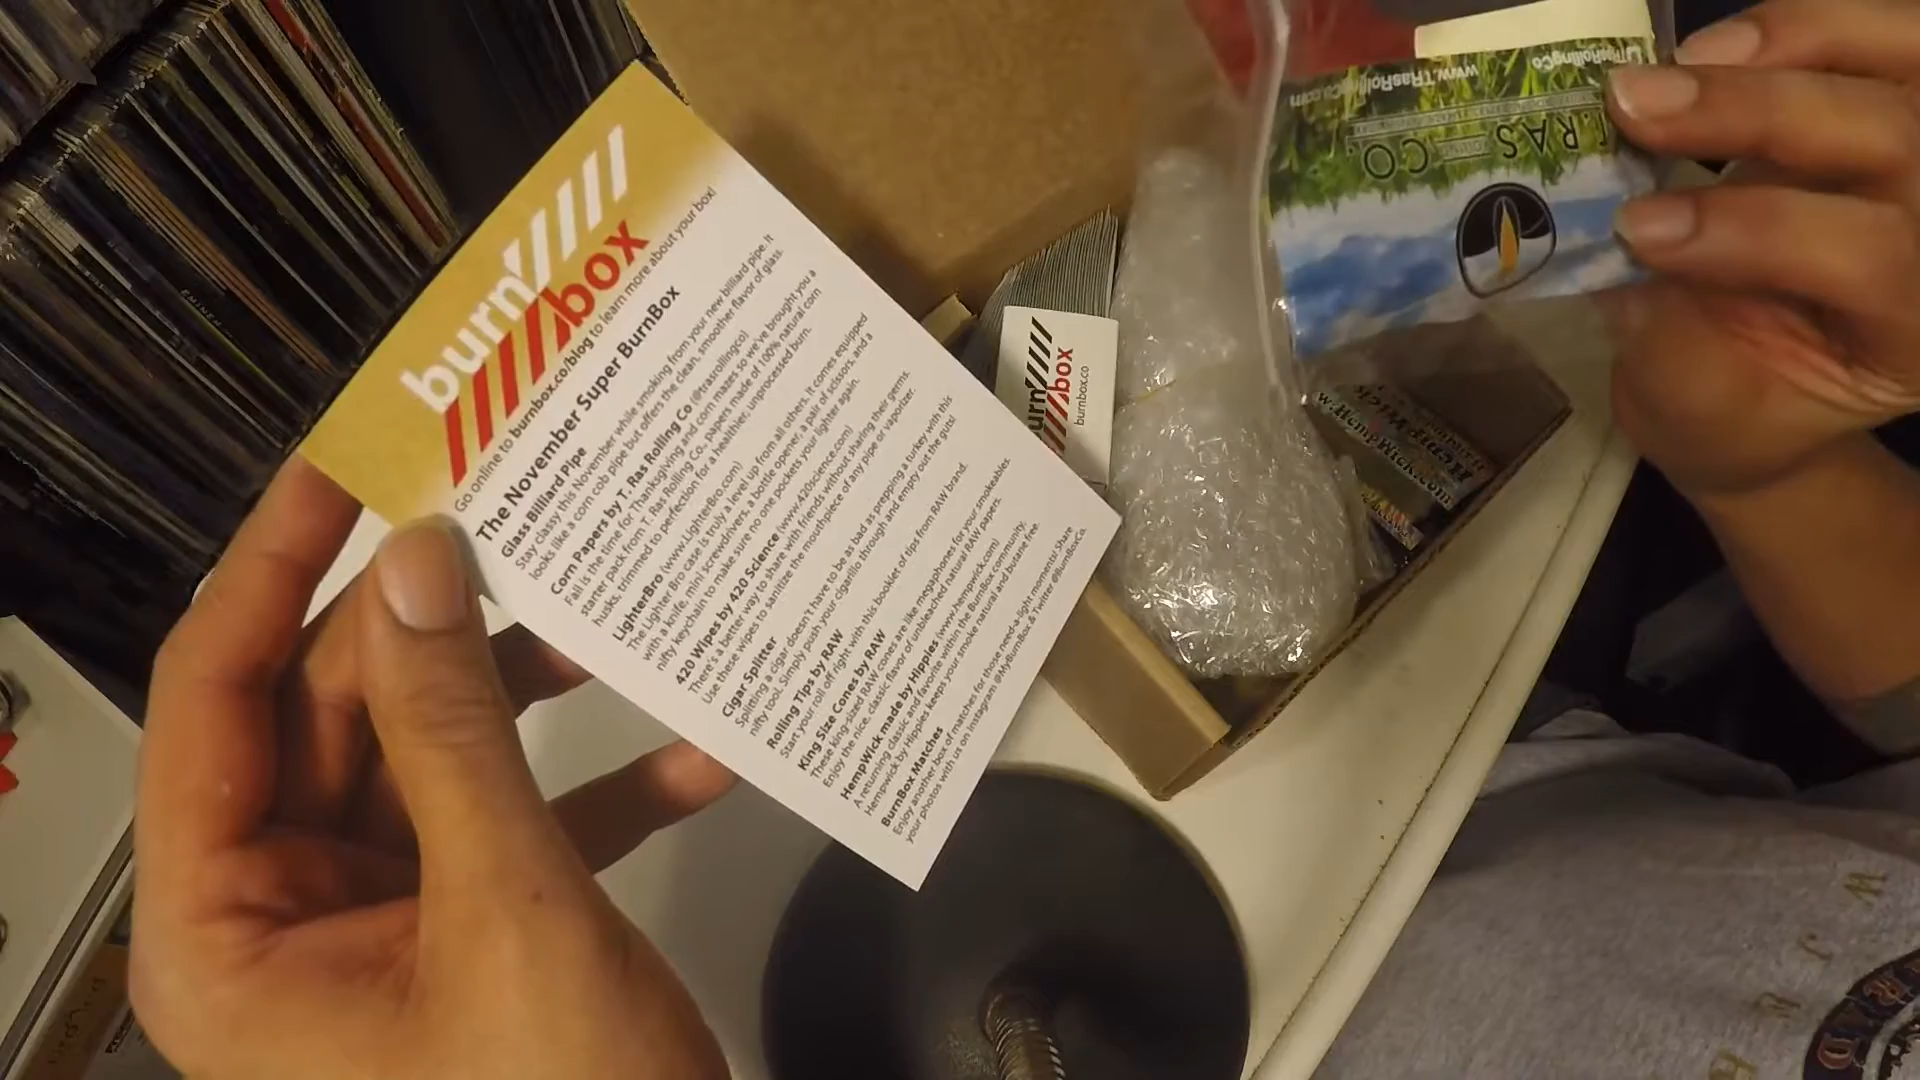 burn
box
Go online to burnbox.co/blog to learn more about your box!
The November Super BurnBox
Glass Billiard Pipe
Stay classy this November while smoking from your new billiard pipe. It
looks like a corn cob pipe but offers the clean, smoother flavor of glass.
Corn Papers by T. Ras Rolling Co (@trasrollingco)
Fall is the time for Thanksgiving and corn mazes so we've brought you a
starter pack from T. Ras Rolling Co., papers made of 100% natural corn
husks, trimmed to perfection for a healthier, unprocessed burn.
LighterBro (www.LighterBro.com)
The Lighter Bro case is truly a level up from all others. It comes equipped
with a knife, mini screwdrivers, a bottle opener, a pair of scissors, and a
nifty keychain to make sure no one pockets your lighter again.
420 Wipes by 420 Science (www.420science.com)
There's a better way to share with friends without sharing their germs.
Use these wipes to sanitize the mouthpiece of any pipe or vaporizer.
Cigar Splitter
Splitting a cigar doesn't have to be as bad as prepping a turkey with this
nifty tool. Simply push your cigarillo through and empty out the guts!
Rolling Tips by RAW
Start your roll off right with this booklet of tips from RAW brand.
King Size Cones by RAW
These king-sized RAW cones are like megaphones for your smokeables.
Enjoy the nice, classic flavor of unbleached natural RAW papers.
HempWick made by Hippies (www.hempwick.com)
A returning classic and favorite within the BurnBox community,
Hempwick by Hippies keeps your smoke natural and butane free.
BurnBox Matches
Enjoy another box of matches for those need-a-light moments! Share
your photos with us on Instagram @MyBurnBox & Twitter @BurnBoxCo.
burn
box
burnbox.co
T.RAS CO.
www.TRasRollingCo.com
TRasRollingCo
HempWick.com
EMINEM